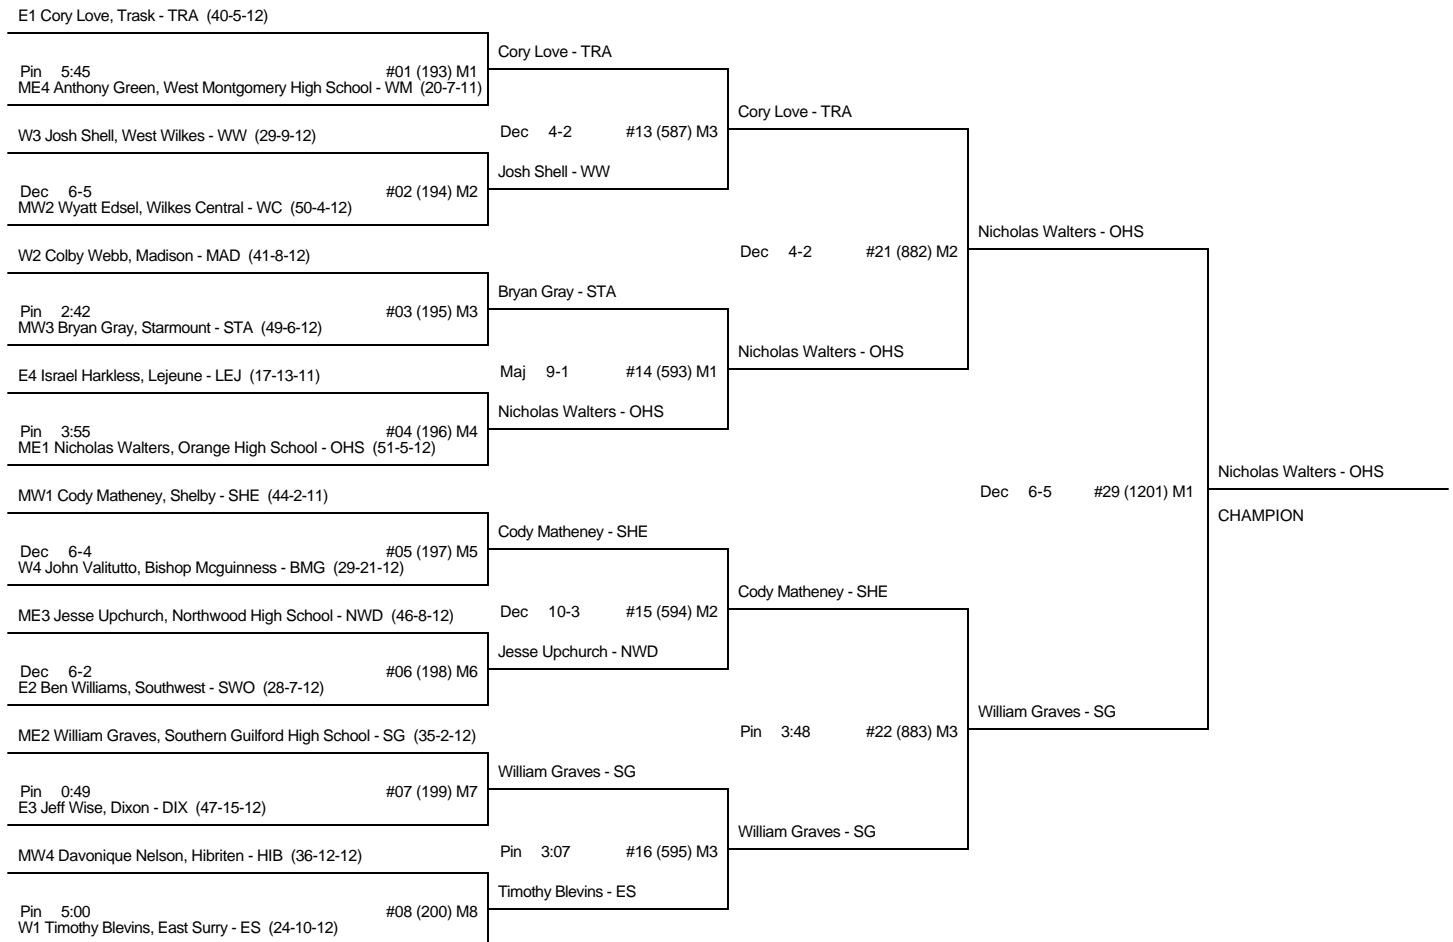 E1 Cory Love, Trask - TRA (40-5-12)
Pin 5:45 #01 (193) M1
ME4 Anthony Green, West Montgomery High School - WM (20-7-11)
W3 Josh Shell, West Wilkes - WW (29-9-12)
Dec 6-5 #02 (194) M2
MW2 Wyatt Edsel, Wilkes Central - WC (50-4-12)
W2 Colby Webb, Madison - MAD (41-8-12)
Pin 2:42 #03 (195) M3
MW3 Bryan Gray, Starmount - STA (49-6-12)
E4 Israel Harkless, Lejeune - LEJ (17-13-11)
Pin 3:55 #04 (196) M4
ME1 Nicholas Walters, Orange High School - OHS (51-5-12)
MW1 Cody Matheney, Shelby - SHE (44-2-11)
Dec 6-4 #05 (197) M5
W4 John Valitutto, Bishop Mcguinness - BMG (29-21-12)
ME3 Jesse Upchurch, Northwood High School - NWD (46-8-12)
Dec 6-2 #06 (198) M6
E2 Ben Williams, Southwest - SWO (28-7-12)
ME2 William Graves, Southern Guilford High School - SG (35-2-12)
Pin 0:49 #07 (199) M7
E3 Jeff Wise, Dixon - DIX (47-15-12)
MW4 Davonique Nelson, Hibriten - HIB (36-12-12)
Pin 5:00 #08 (200) M8
W1 Timothy Blevins, East Surry - ES (24-10-12)
Cory Love - TRA
Dec 4-2 #13 (587) M3
Josh Shell - WW
Bryan Gray - STA
Maj 9-1 #14 (593) M1
Nicholas Walters - OHS
Cody Matheney - SHE
Dec 10-3 #15 (594) M2
Jesse Upchurch - NWD
William Graves - SG
Pin 3:07 #16 (595) M3
Timothy Blevins - ES
Cory Love - TRA
Dec 4-2 #21 (882) M2
Nicholas Walters - OHS
Cody Matheney - SHE
Pin 3:48 #22 (883) M3
William Graves - SG
Nicholas Walters - OHS
Dec 6-5 #29 (1201) M1
William Graves - SG
Nicholas Walters - OHS
CHAMPION